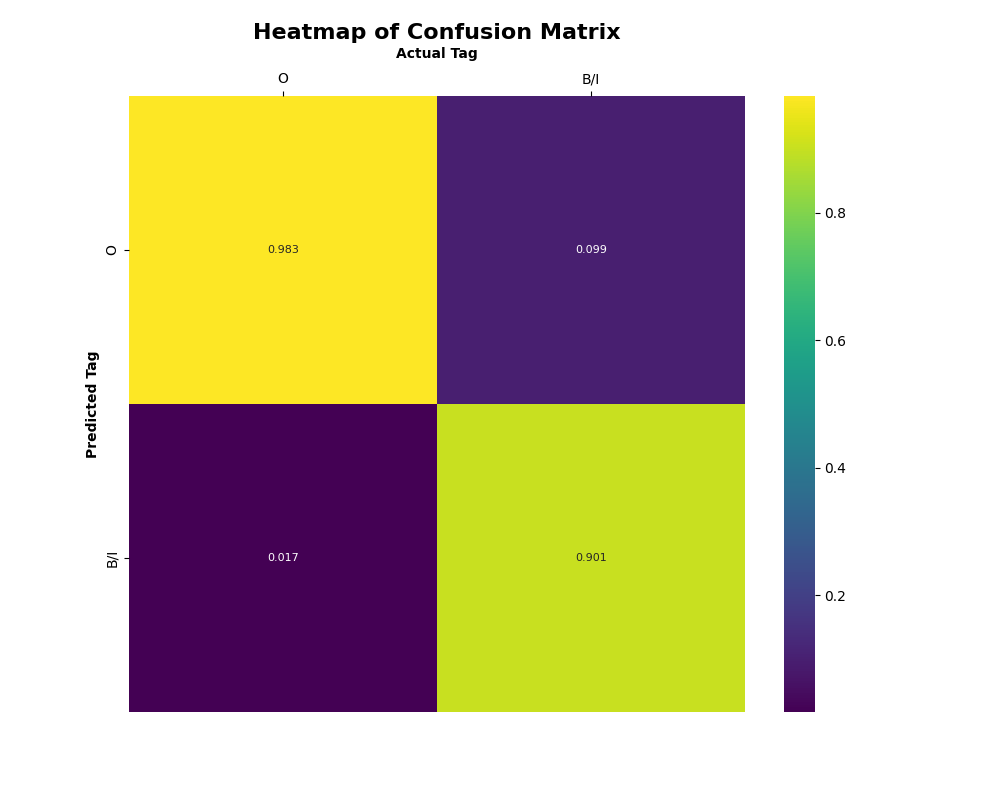 Heatmap of Confusion Matrix
Actual Tag
O B/I
O
0.983 0.099
0.8
0.6
Predicted Tag
0.4
B/I
0.017 0.901
0.2